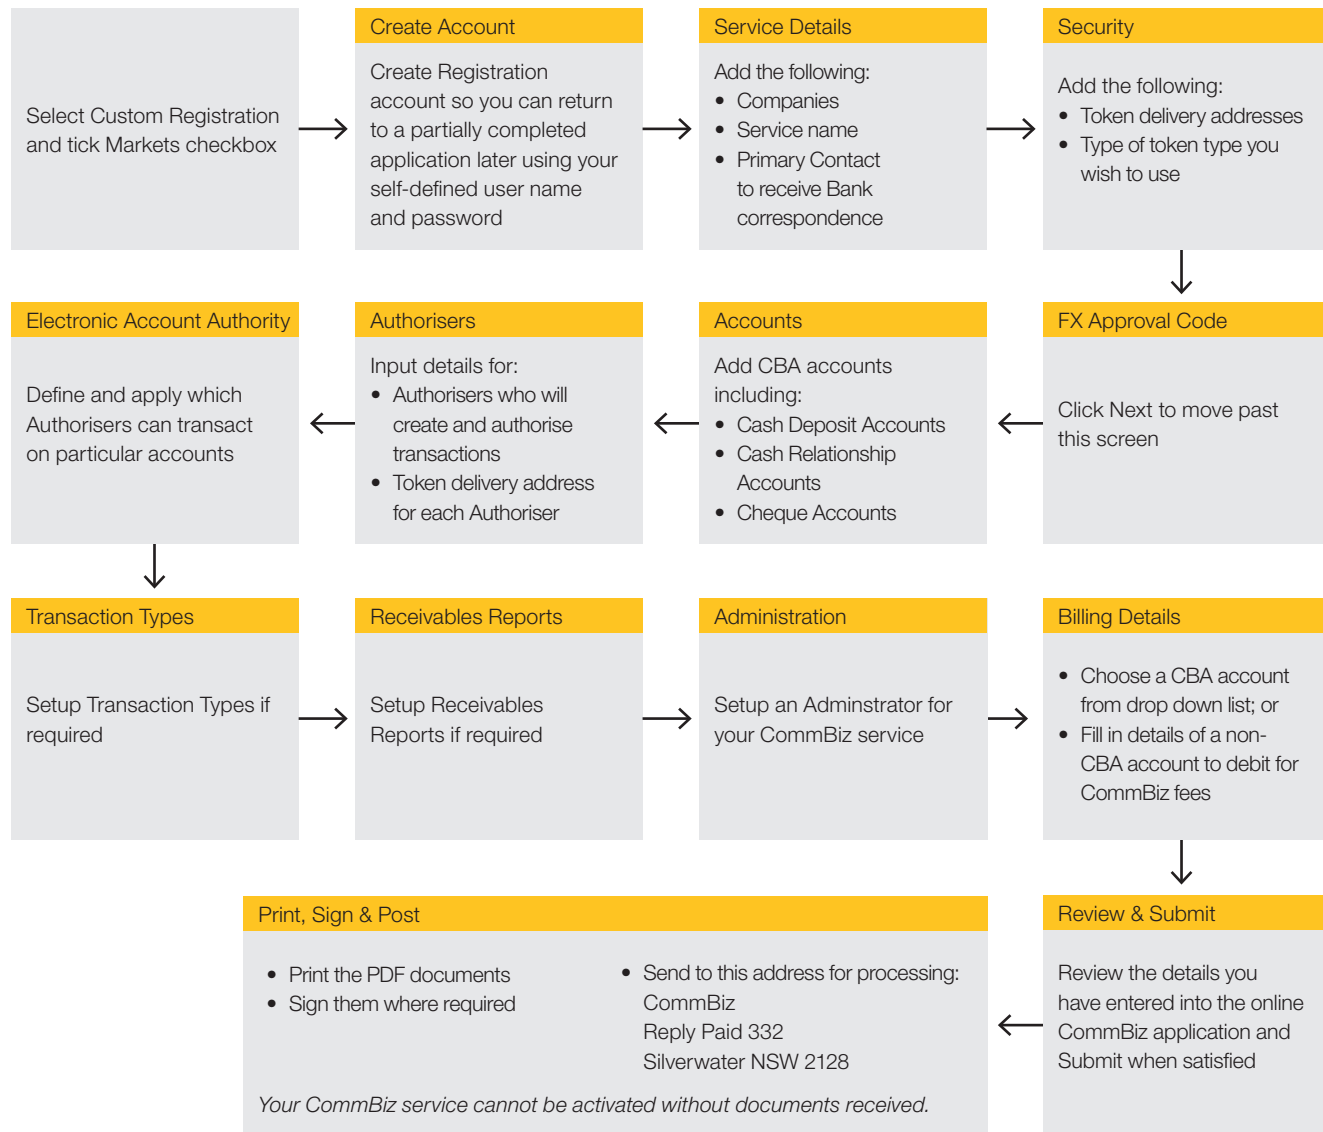 Select Custom Registration
and tick Markets checkbox
Create Account
Create Registration
account so you can return
to a partially completed
application later using your
self-defined user name
and password
Service Details
Add the following:
• Companies
• Service name
• Primary Contact
to receive Bank
correspondence
Security
Add the following:
• Token delivery addresses
• Type of token type you
wish to use
FX Approval Code
Click Next to move past
this screen
Accounts
Add CBA accounts
including:
• Cash Deposit Accounts
• Cash Relationship
Accounts
• Cheque Accounts
Authorisers
Input details for:
• Authorisers who will
create and authorise
transactions
• Token delivery address
for each Authoriser
Electronic Account Authority
Define and apply which
Authorisers can transact
on particular accounts
Transaction Types
Setup Transaction Types if
required
Receivables Reports
Setup Receivables
Reports if required
Administration
Setup an Adminstrator for
your CommBiz service
Billing Details
• Choose a CBA account
from drop down list; or
• Fill in details of a non-
CBA account to debit for
CommBiz fees
Review & Submit
Review the details you
have entered into the online
CommBiz application and
Submit when satisfied
Print, Sign & Post
• Print the PDF documents
• Sign them where required
• Send to this address for processing:
CommBiz
Reply Paid 332
Silverwater NSW 2128
Your CommBiz service cannot be activated without documents received.